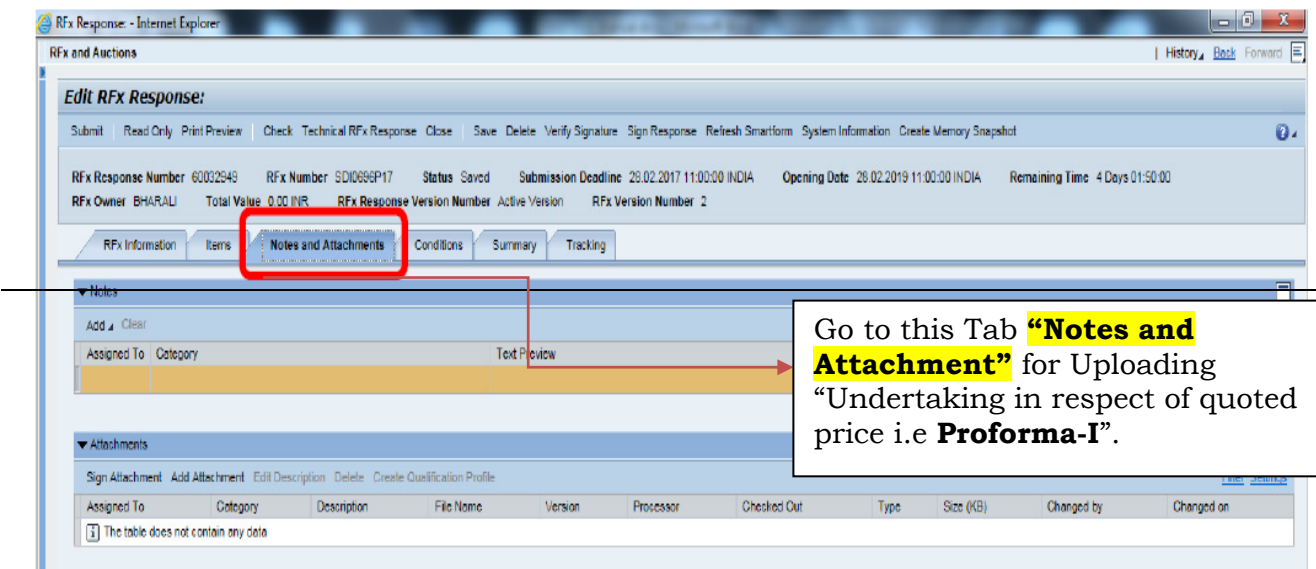 RFx Response: - Internet Explorer
RFx and Auctions
History Back Forward
Edit RFx Response:
Submit Read Only Print Preview Check Technical RFx Response Close Save Delete Verify Signature Sign Response Refresh Smartform System Information Create Memory Snapshot
RFx Response Number 60032949 RFx Number SDI0696P17 Status Saved Submission Deadline 28.02.2017 11:00:00 INDIA Opening Date 28.02.2019 11:00:00 INDIA Remaining Time 4 Days 01:50:00
RFx Owner BHARALI Total Value 0.00 INR RFx Response Version Number Active Version RFx Version Number 2
RFx Information Items Notes and Attachments Conditions Summary Tracking
Notes
Add Clear
Assigned To Category Text Preview
Go to this Tab “Notes and
Attachment” for Uploading
“Undertaking in respect of quoted
price i.e Proforma-I”.
Attachments
Sign Attachment Add Attachment Edit Description Delete Create Qualification Profile
Filter Settings
Assigned To Category Description File Name Version Processor Checked Out Type Size (KB) Changed by Changed on
The table does not contain any data